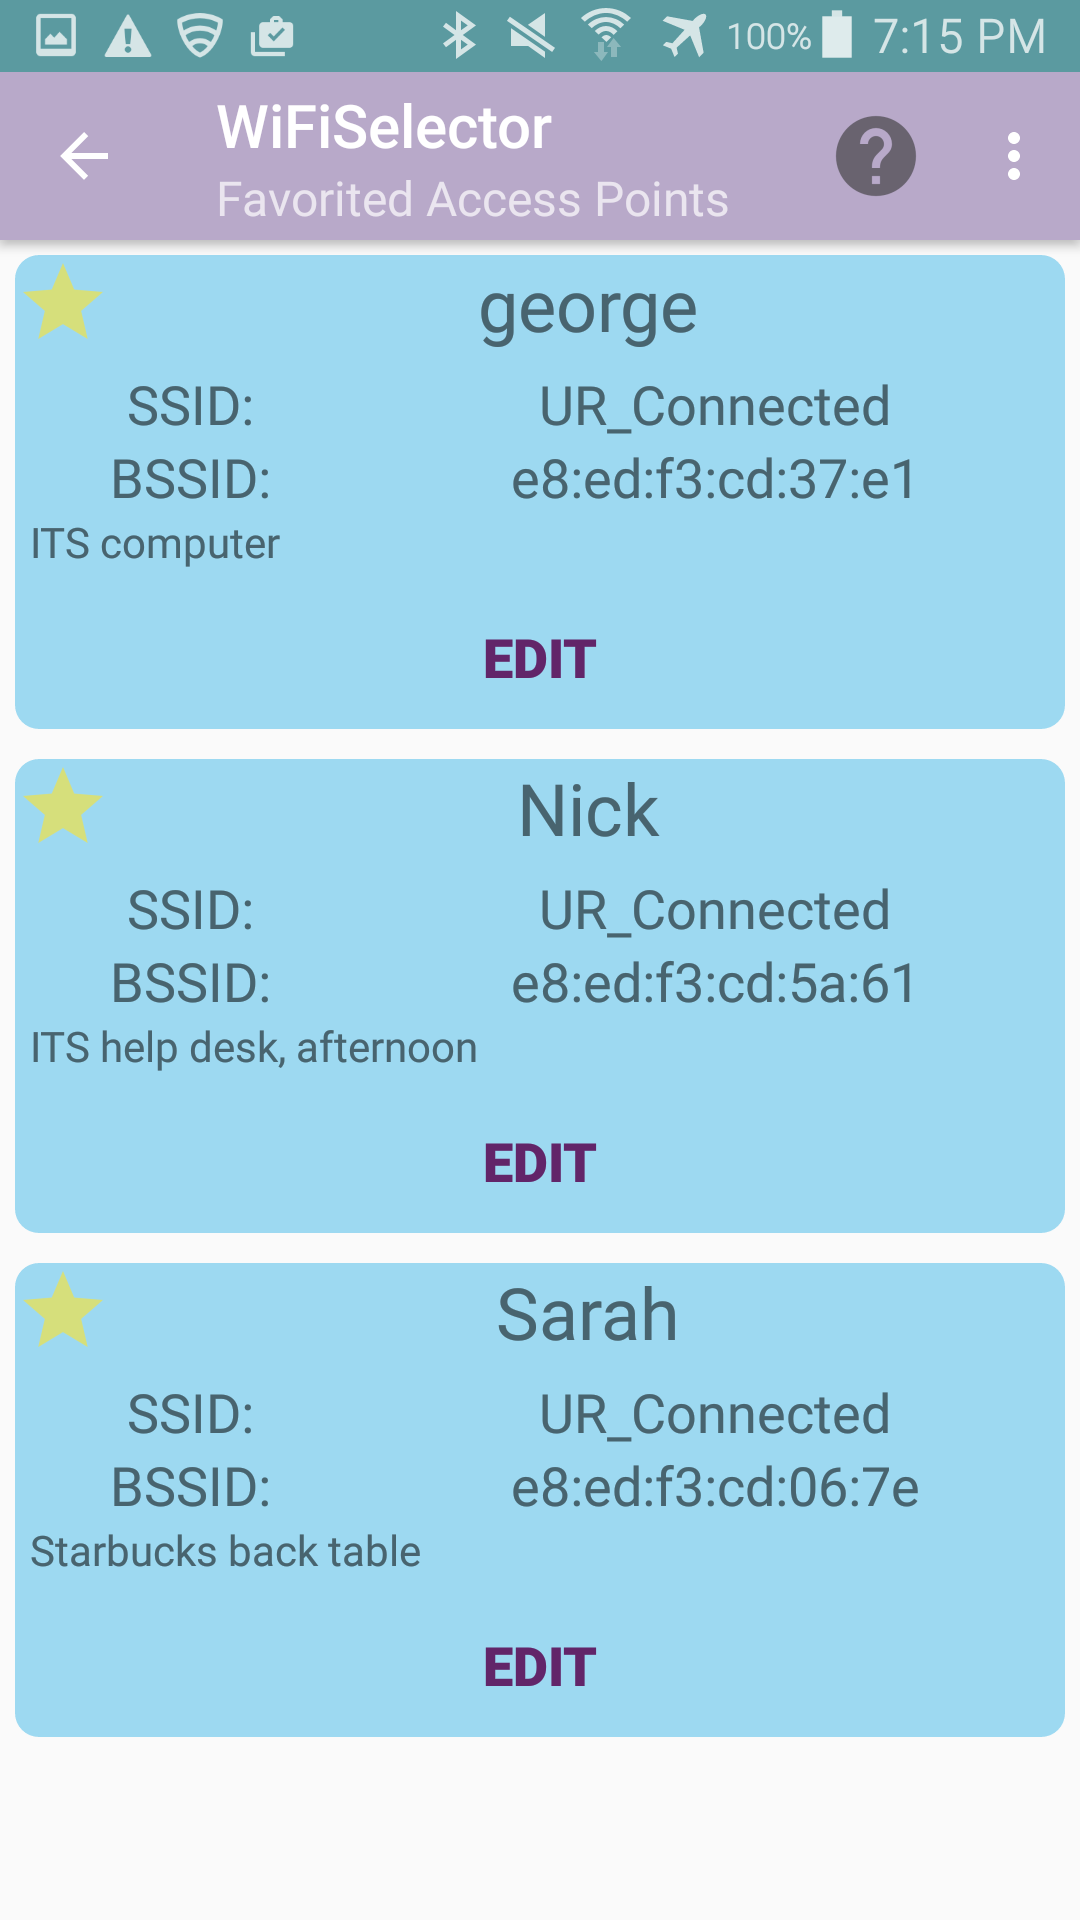 100% 7:15 PM
WiFiSelector
Favorited Access Points
george
SSID: UR_Connected
BSSID: e8:ed:f3:cd:37:e1
ITS computer
EDIT
Nick
SSID: UR_Connected
BSSID: e8:ed:f3:cd:5a:61
ITS help desk, afternoon
EDIT
Sarah
SSID: UR_Connected
BSSID: e8:ed:f3:cd:06:7e
Starbucks back table
EDIT